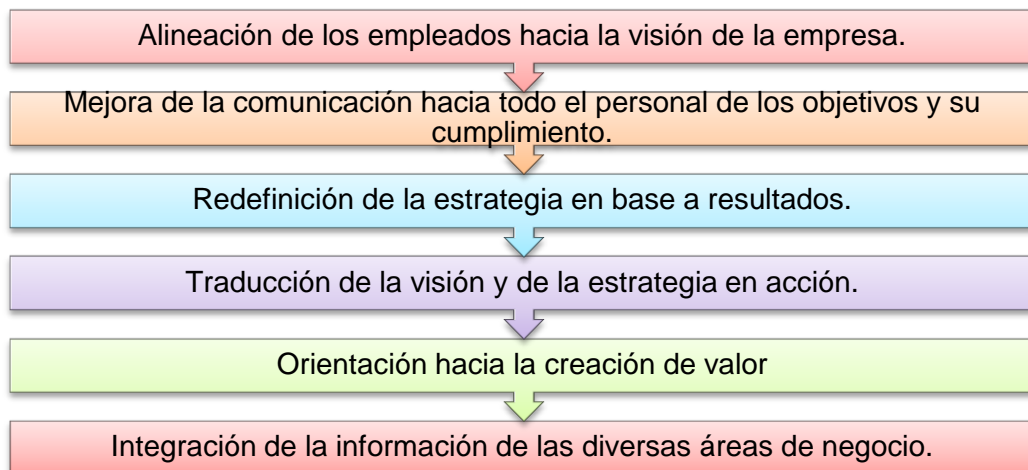 Alineación de los empleados hacia la visión de la empresa.
Mejora de la comunicación hacia todo el personal de los objetivos y su
cumplimiento.
Redefinición de la estrategia en base a resultados.
Traducción de la visión y de la estrategia en acción.
Orientación hacia la creación de valor
Integración de la información de las diversas áreas de negocio.